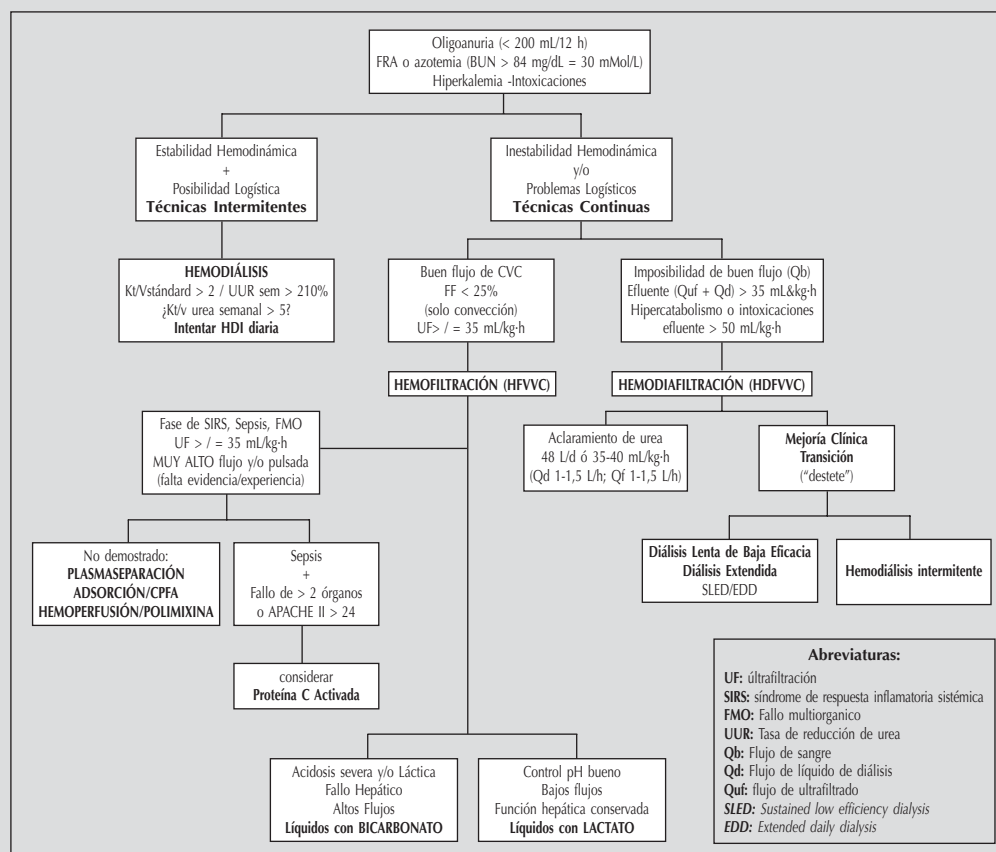 Oligoanuria (< 200 mL/12 h)
FRA o azotemia (BUN > 84 mg/dL = 30 mMol/L)
Hiperkalemia -Intoxicaciones
Estabilidad Hemodinámica
+
Posibilidad Logística
Técnicas Intermitentes
Inestabilidad Hemodinámica
y/o
Problemas Logísticos
Técnicas Continuas
HEMODIÁLISIS
Kt/Vstándard > 2 / UUR sem > 210%
¿Kt/v urea semanal > 5?
Intentar HDI diaria
Buen flujo de CVC
FF < 25%
(solo convección)
UF> / = 35 mL/kg·h
Imposibilidad de buen flujo (Qb)
Efluente (Quf + Qd) > 35 mL&kg·h
Hipercatabolismo o intoxicaciones
efluente > 50 mL/kg·h
HEMOFILTRACIÓN (HFVVC)
HEMODIAFILTRACIÓN (HDFVVC)
Fase de SIRS, Sepsis, FMO
UF > / = 35 mL/kg·h
MUY ALTO flujo y/o pulsada
(falta evidencia/experiencia)
Aclaramiento de urea
48 L/d ó 35-40 mL/kg·h
(Qd 1-1,5 L/h; Qf 1-1,5 L/h)
Mejoría Clínica
Transición
("destete")
No demostrado:
PLASMASEPARACIÓN
ADSORCIÓN/CPFA
HEMOPERFUSIÓN/POLIMIXINA
Sepsis
+
Fallo de > 2 órganos
o APACHE II > 24
Diálisis Lenta de Baja Eficacia
Diálisis Extendida
SLED/EDD
Hemodiálisis intermitente
considerar
Proteína C Activada
Acidosis severa y/o Láctica
Fallo Hepático
Altos Flujos
Líquidos con BICARBONATO
Control pH bueno
Bajos flujos
Función hepática conservada
Líquidos con LACTATO
Abreviaturas:
UF: últrafiltración
SIRS: síndrome de respuesta inflamatoria sistémica
FMO: Fallo multiorganico
UUR: Tasa de reducción de urea
Qb: Flujo de sangre
Qd: Flujo de líquido de diálisis
Quf: flujo de ultrafiltrado
SLED: Sustained low efficiency dialysis
EDD: Extended daily dialysis